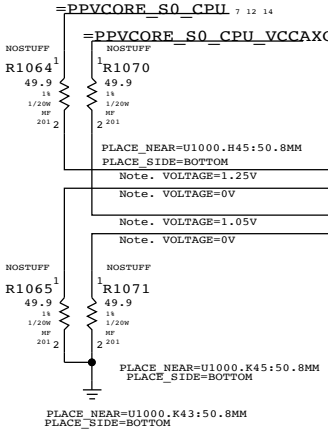 =PPVCORE_S0_CPU 7 12 14
=PPVCORE_S0_CPU_VCCAXG
NOSTUFF NOSTUFF
R1064 1 1 R1070
49.9 49.9
1% 1%
1/20W 1/20W
MF MF
201 2 2 201
PLACE_NEAR=U1000.H45:50.8MM
PLACE_SIDE=BOTTOM
Note. VOLTAGE=1.25V
Note. VOLTAGE=0V
Note. VOLTAGE=1.05V
Note. VOLTAGE=0V
NOSTUFF NOSTUFF
R1065 1 1 R1071
49.9 49.9
1% 1%
1/20W 1/20W
MF MF
201 2 2 201
PLACE_NEAR=U1000.K45:50.8MM
PLACE_SIDE=BOTTOM
PLACE_NEAR=U1000.K43:50.8MM
PLACE_SIDE=BOTTOM